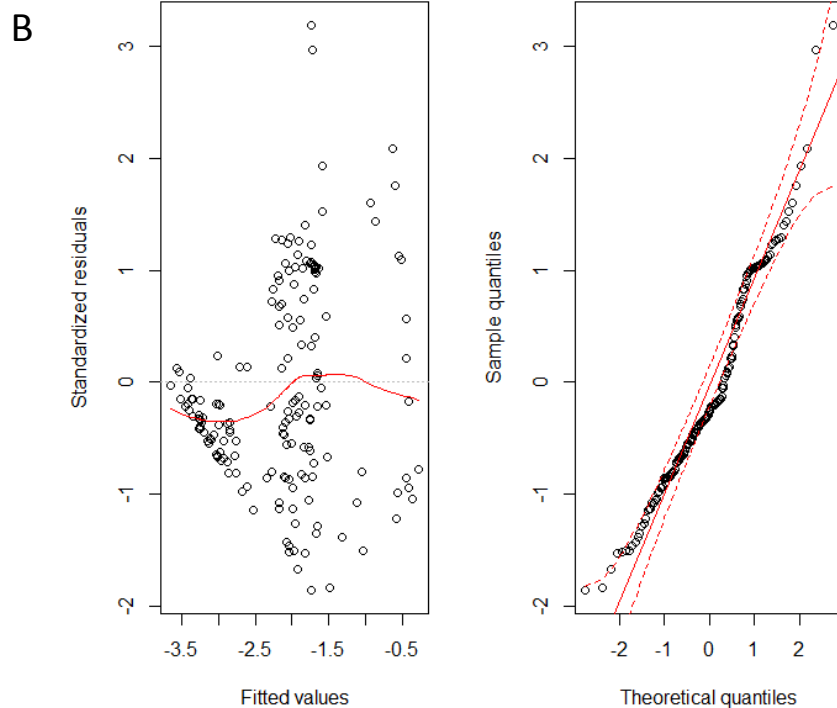 B
3
2
1
0
-1
-2
Standardized residuals
-3.5 -2.5 -1.5 -0.5
Fitted values
3
2
1
0
-1
-2
Sample quantiles
-2 -1 0 1 2
Theoretical quantiles